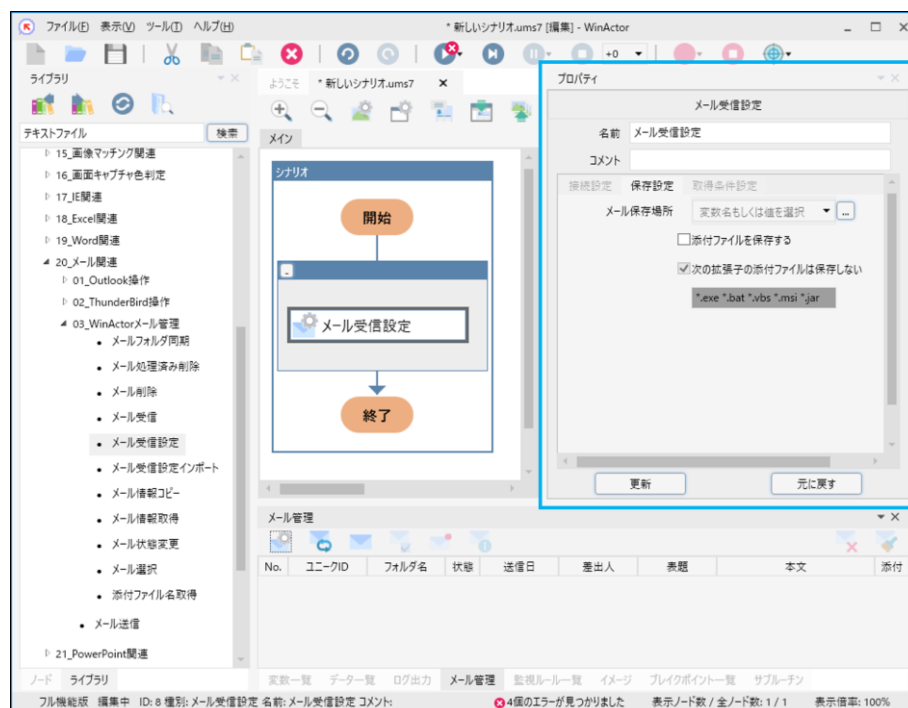 ファイル(F) 表示(V) ツール(T) ヘルプ(H)
* 新しいシナリオ.ums7 [編集] - WinActor
+0
ライブラリ
テキストファイル
検索
15_画像マッチング関連
16_画面キャプチャ色判定
17_IE関連
18_Excel関連
19_Word関連
20_メール関連
01_Outlook操作
02_ThunderBird操作
03_WinActorメール管理
メールフォルダ同期
メール処理済み削除
メール削除
メール受信
メール受信設定
メール受信設定インポート
メール情報コピー
メール情報取得
メール状態変更
メール選択
添付ファイル名取得
メール送信
21_PowerPoint関連
ノード ライブラリ
ようこそ * 新しいシナリオ.ums7
メイン
シナリオ
開始
メール受信設定
終了
プロパティ
メール受信設定
名前 メール受信設定
コメント
接続設定 保存設定 取得条件設定
メール保存場所 変数名もしくは値を選択 ...
添付ファイルを保存する
次の拡張子の添付ファイルは保存しない
*.exe *.bat *.vbs *.msi *.jar
更新 元に戻す
メール管理
No. ユニークID フォルダ名 状態 送信日 差出人 表題 本文 添付
変数一覧 データ一覧 ログ出力 メール管理 監視ルール一覧 イメージ ブレイクポイント一覧 サブルーチン
フル機能版 編集中 ID: 8 種別: メール受信設定 名前: メール受信設定 コメント: 4個のエラーが見つかりました 表示ノード数 / 全ノード数: 1 / 1 表示倍率: 100%